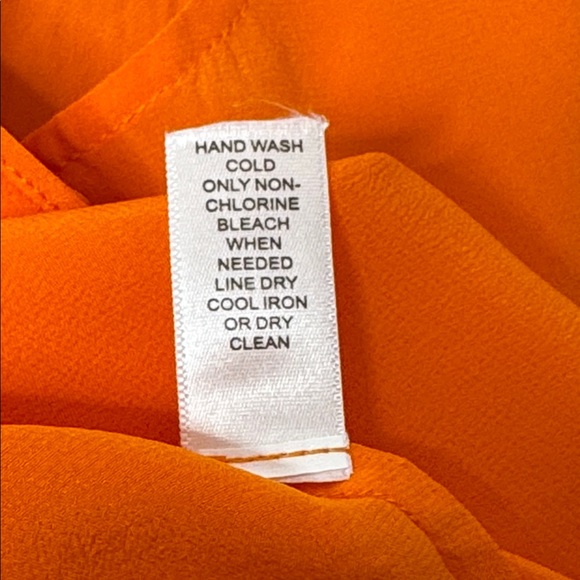 HAND WASH
COLD
ONLY NON-
CHLORINE
BLEACH
WHEN
NEEDED
LINE DRY
COOL IRON
OR DRY
CLEAN